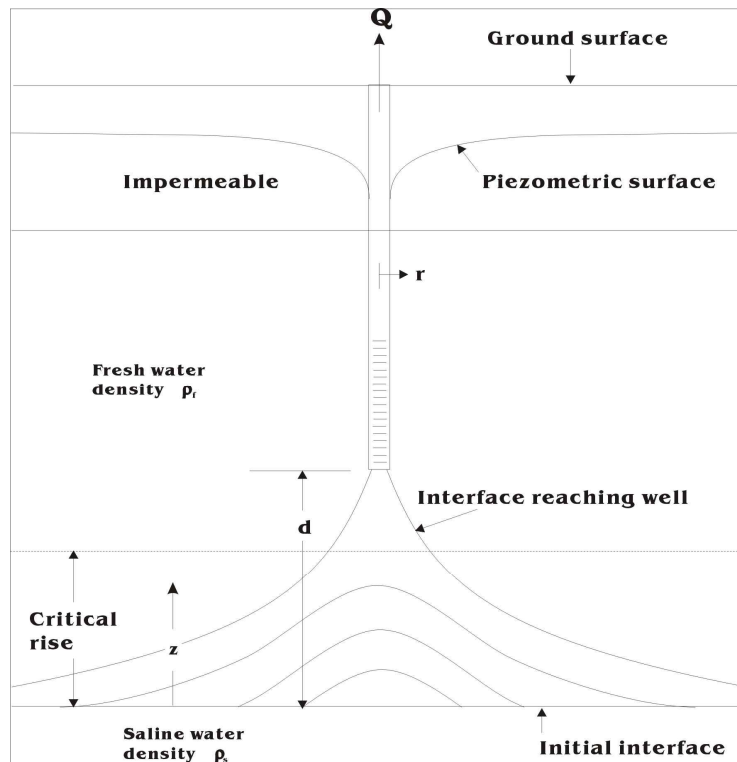 Q
Ground surface
Impermeable
Piezometric surface
r
Fresh water
density ρf
Interface reaching well
d
Critical
rise
z
Saline water
density ρs
Initial interface